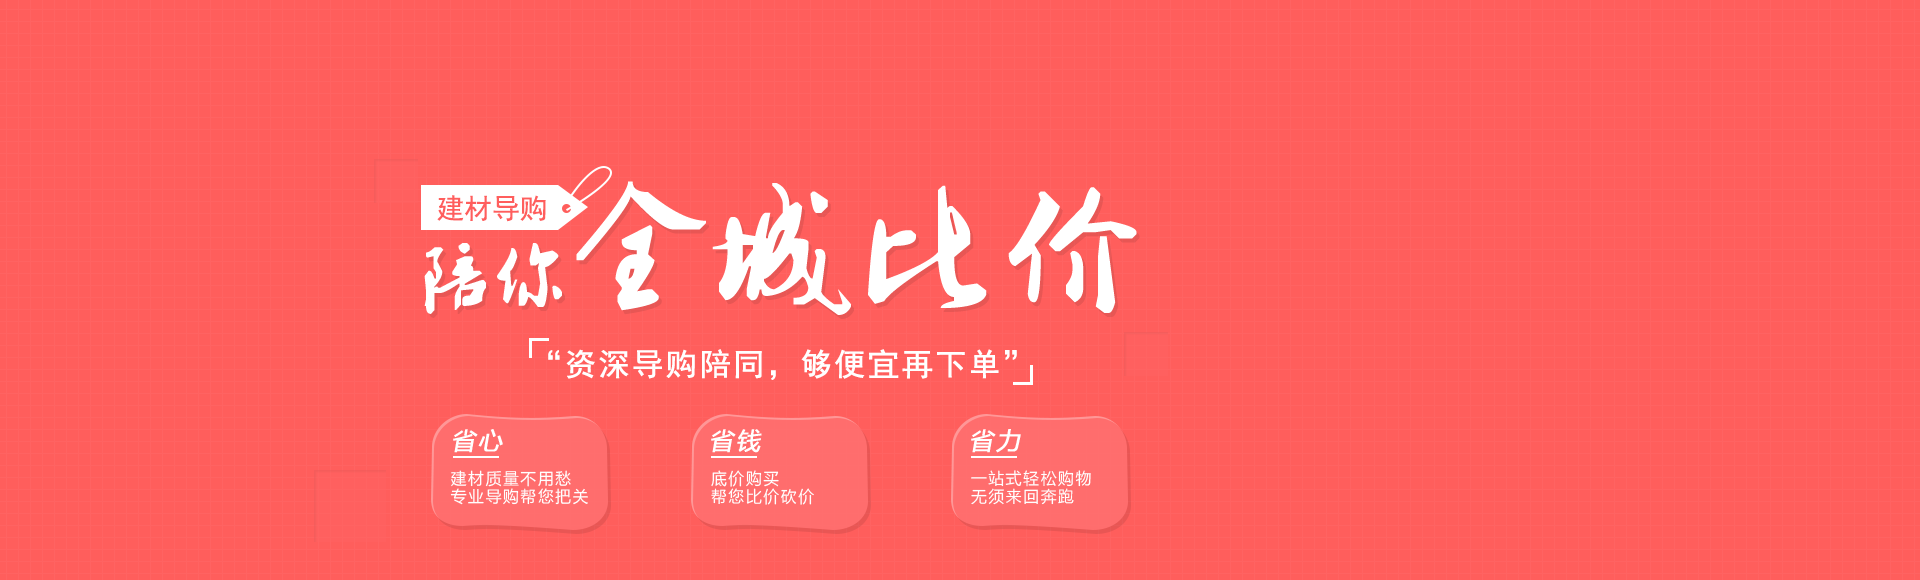 建材导购
陪你全城比价
「“资深导购陪同，够便宜再下单”」
省心
建材质量不用愁
专业导购帮您把关
省钱
底价购买
帮您比价砍价
省力
一站式轻松购物
无须来回奔跑